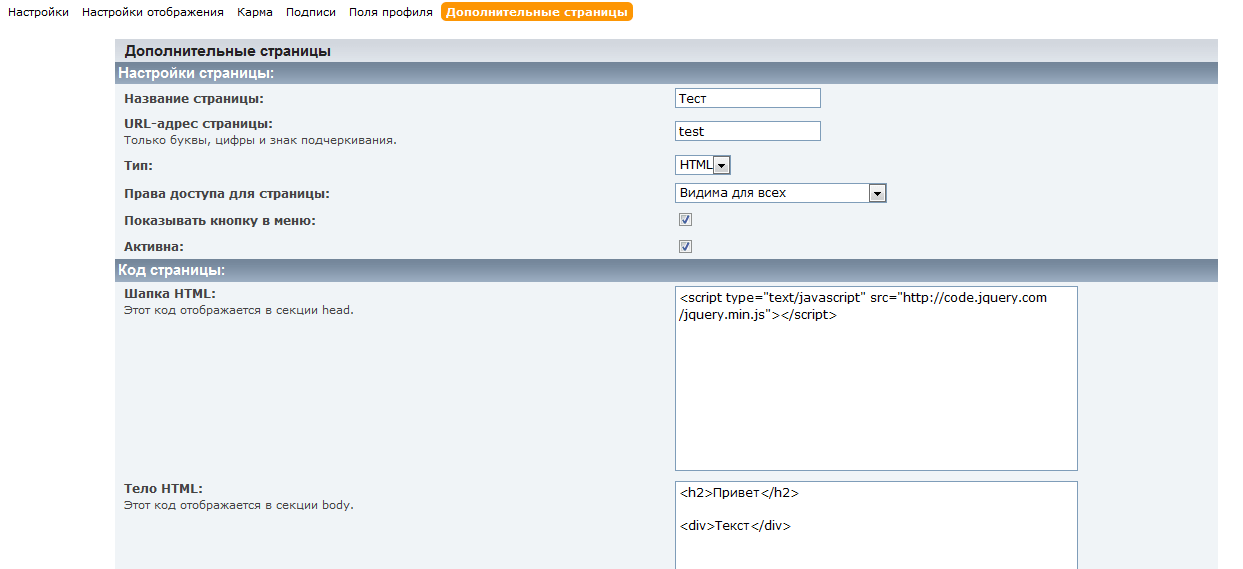 Настройки Настройки отображения Карма Подписи Поля профиля Дополнительные страницы
Дополнительные страницы
Настройки страницы:
Название страницы: Тест
URL-адрес страницы:
Только буквы, цифры и знак подчеркивания. test
Тип: HTML
Права доступа для страницы: Видима для всех
Показывать кнопку в меню:
Активна:
Код страницы:
Шапка HTML:
Этот код отображается в секции head.
<script type="text/javascript" src="http://code.jquery.com
/jquery.min.js"></script>
Тело HTML:
Этот код отображается в секции body.
<h2>Привет</h2>
<div>Текст</div>